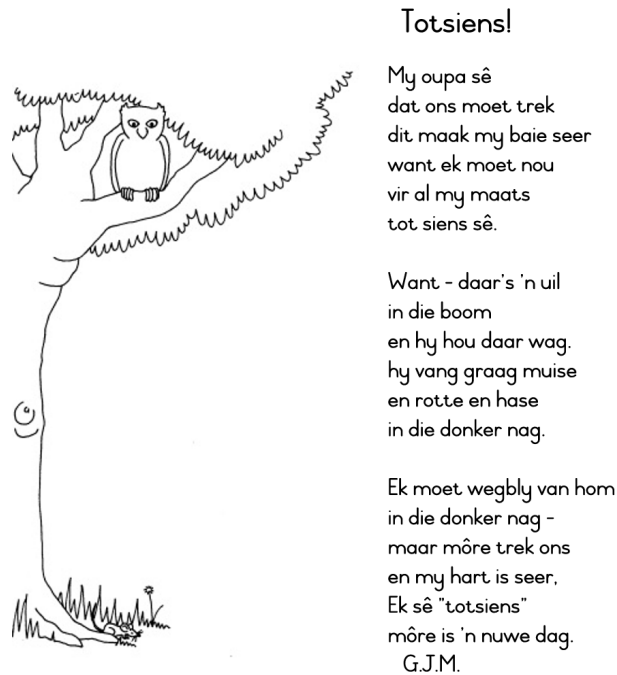 Totsiens!
My oupa sê
dat ons moet trek
dit maak my baie seer
want ek moet nou
vir al my maats
tot siens sê.
Want - daar's 'n uil
in die boom
en hy hou daar wag.
hy vang graag muise
en rotte en hase
in die donker nag.
Ek moet wegbly van hom
in die donker nag -
maar môre trek ons
en my hart is seer,
Ek sê "totsiens"
môre is 'n nuwe dag.
G.J.M.